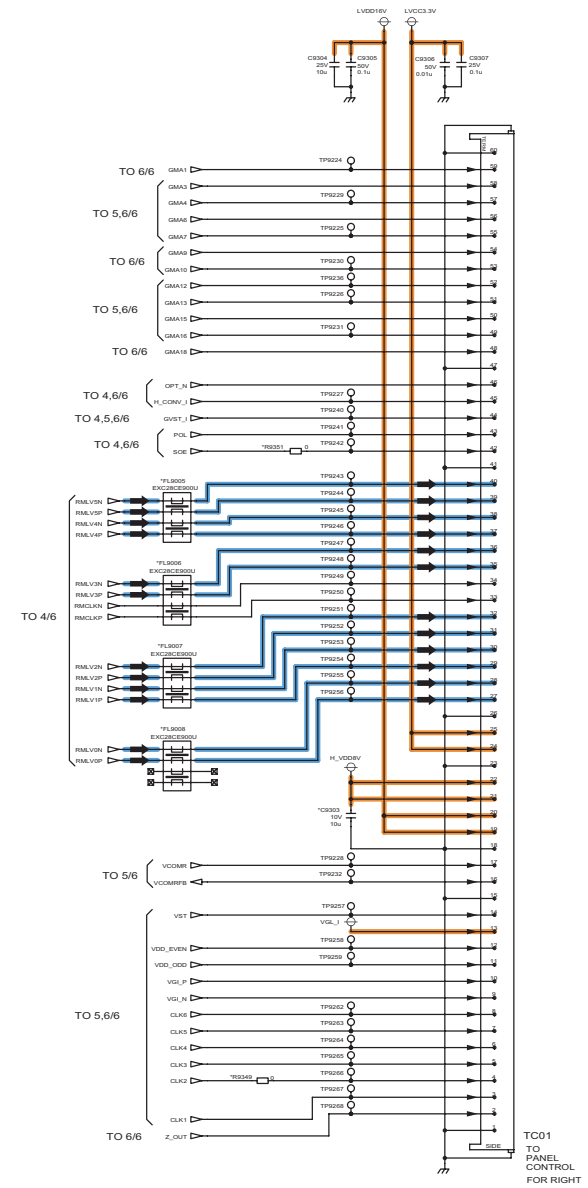 LVDD16V LVCC3.3V
C9304 25V 10u
C9305 50V 0.1u
C9306 50V 0.01u
C9307 25V 0.1u
TERM
60
TO 6/6 GMA1 TP9224 59
GMA3 58
GMA4 TP9229 57
TO 5,6/6
GMA6 56
GMA7 TP9225 55
GMA9 54
TO 6/6
GMA10 TP9230 53
GMA12 TP9236 52
GMA13 TP9226 51
TO 5,6/6
GMA15 50
GMA16 TP9231 49
TO 6/6 GMA18 48
47
OPT_N 46
TO 4,6/6
H_CONV_I TP9227 45
TO 4,5,6/6 GVST_I TP9240 44
POL TP9241 43
TO 4,6/6
SOE *R9351 0 TP9242 42
41
*FL9005
EXC28CE900U
RMLV5N TP9243 40
RMLV5P TP9244 39
RMLV4N TP9245 38
RMLV4P TP9246 37
*FL9006
EXC28CE900U
RMLV3N TP9247 36
RMLV3P TP9248 35
RMCLKN TP9249 34
RMCLKP TP9250 33
TO 4/6
*FL9007
EXC28CE900U
RMLV2N TP9251 32
RMLV2P TP9252 31
RMLV1N TP9253 30
RMLV1P TP9254 29
*FL9008
EXC28CE900U
RMLV0N TP9255 28
RMLV0P TP9256 27
26
25
24
23
H_VDD8V
22
21
*C9303
10V
10u
20
19
18
VCOMR TP9228 17
TO 5/6
VCOMRFB TP9232 16
15
VST TP9257 14
VGL_I 13
VDD_EVEN TP9258 12
VDD_ODD TP9259 11
VGI_P 10
VGI_N 9
TO 5,6/6
CLK6 TP9262 8
CLK5 TP9263 7
CLK4 TP9264 6
CLK3 TP9265 5
CLK2 *R9349 0 TP9266 4
CLK1 TP9267 3
TO 6/6 Z_OUT TP9268 2
1
SIDE
TC01
TO
PANEL
CONTROL
FOR RIGHT